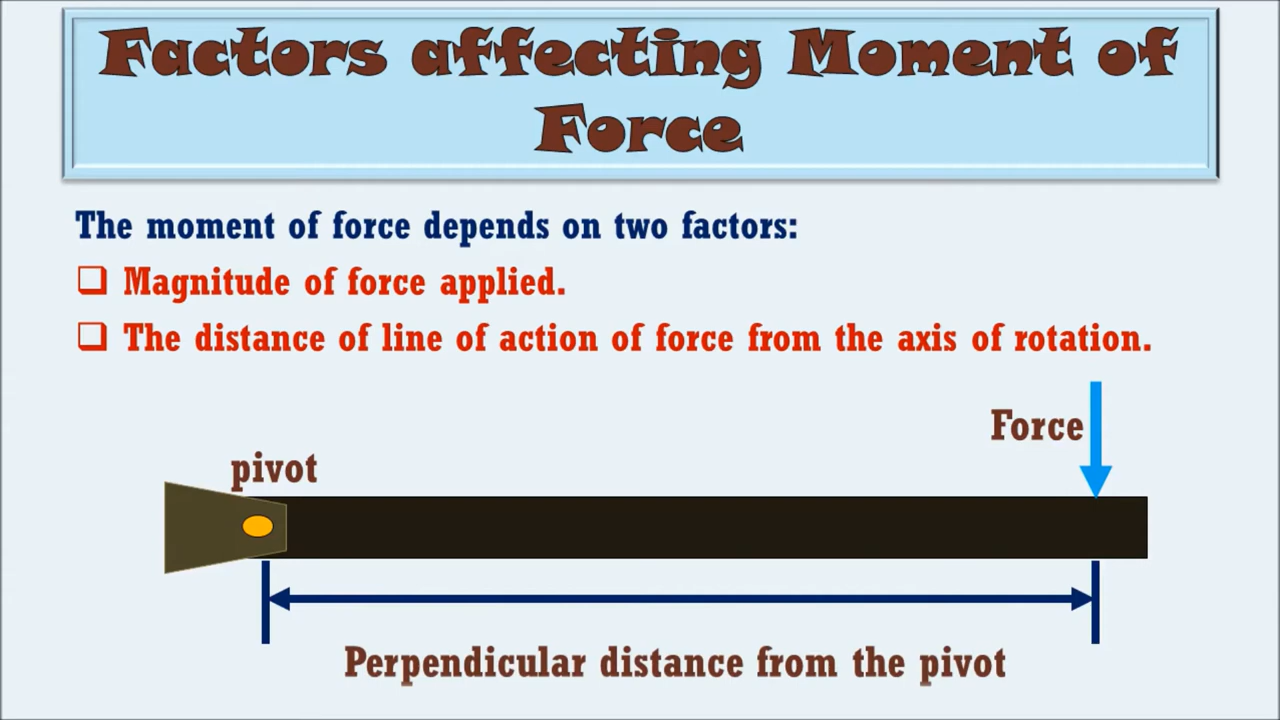 Factors affecting Moment of
Force
The moment of force depends on two factors:
❑ Magnitude of force applied.
❑ The distance of line of action of force from the axis of rotation.
Force
pivot
Perpendicular distance from the pivot